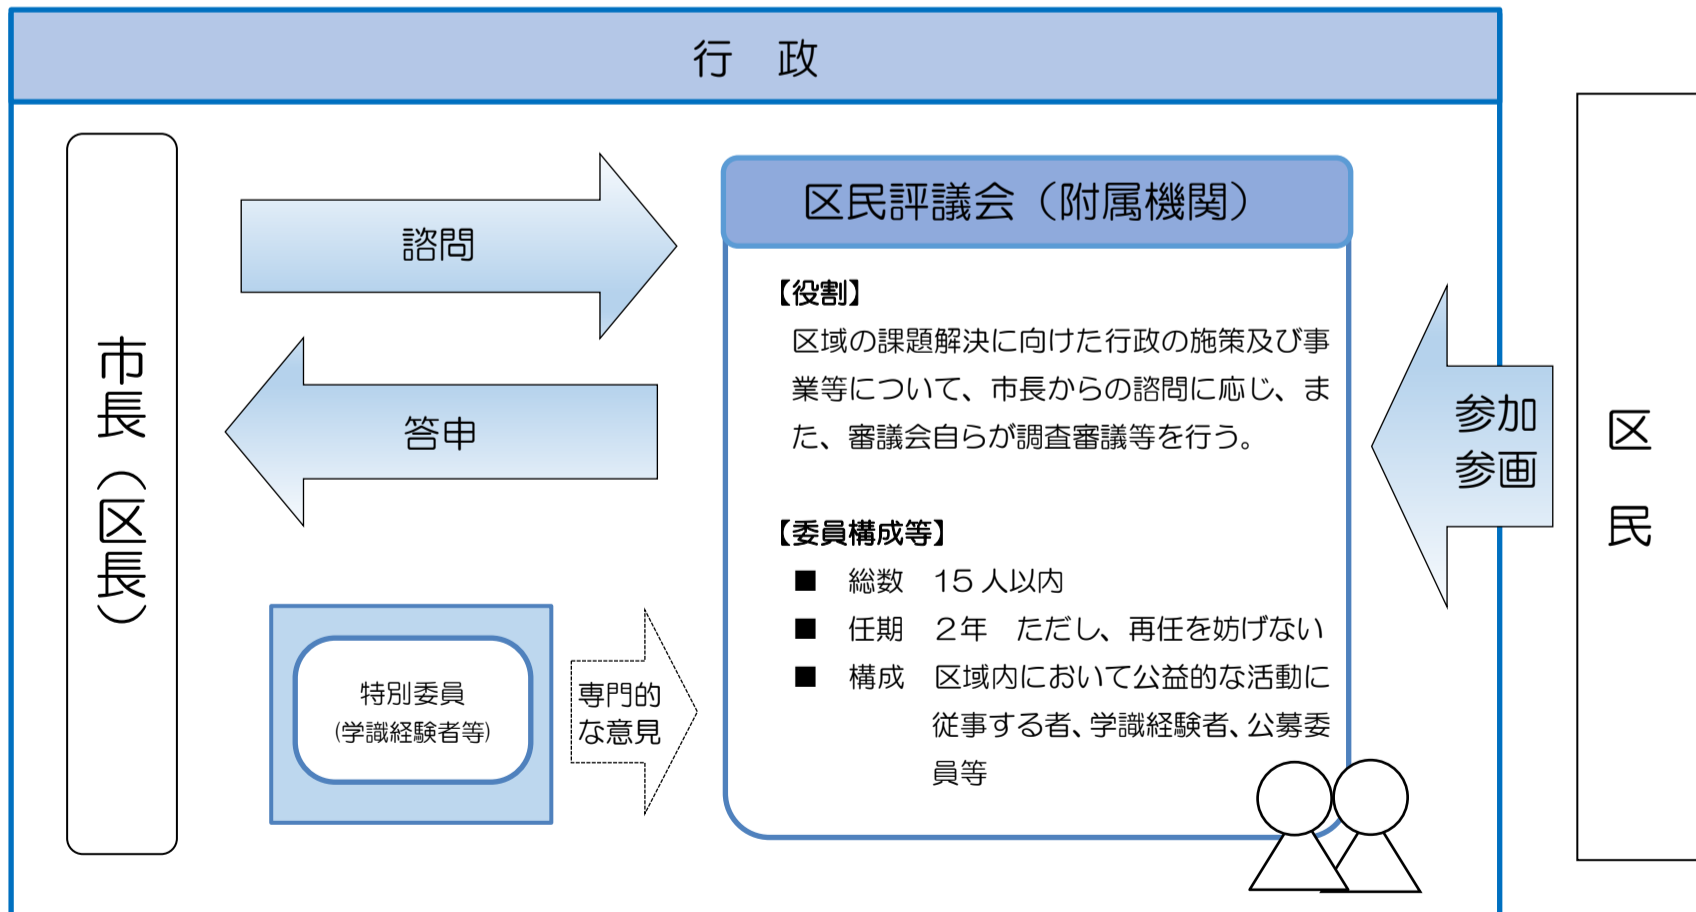 行　政
市長（区長）
諮問
答申
特別委員
(学識経験者等)
専門的
な意見
区民評議会（附属機関）
【役割】
区域の課題解決に向けた行政の施策及び事
業等について、市長からの諮問に応じ、ま
た、審議会自らが調査審議等を行う。
【委員構成等】
■　総数　15 人以内
■　任期　２年　ただし、再任を妨げない
■　構成　区域内において公益的な活動に
従事する者、学識経験者、公募委
員等
参加
参画
区　民